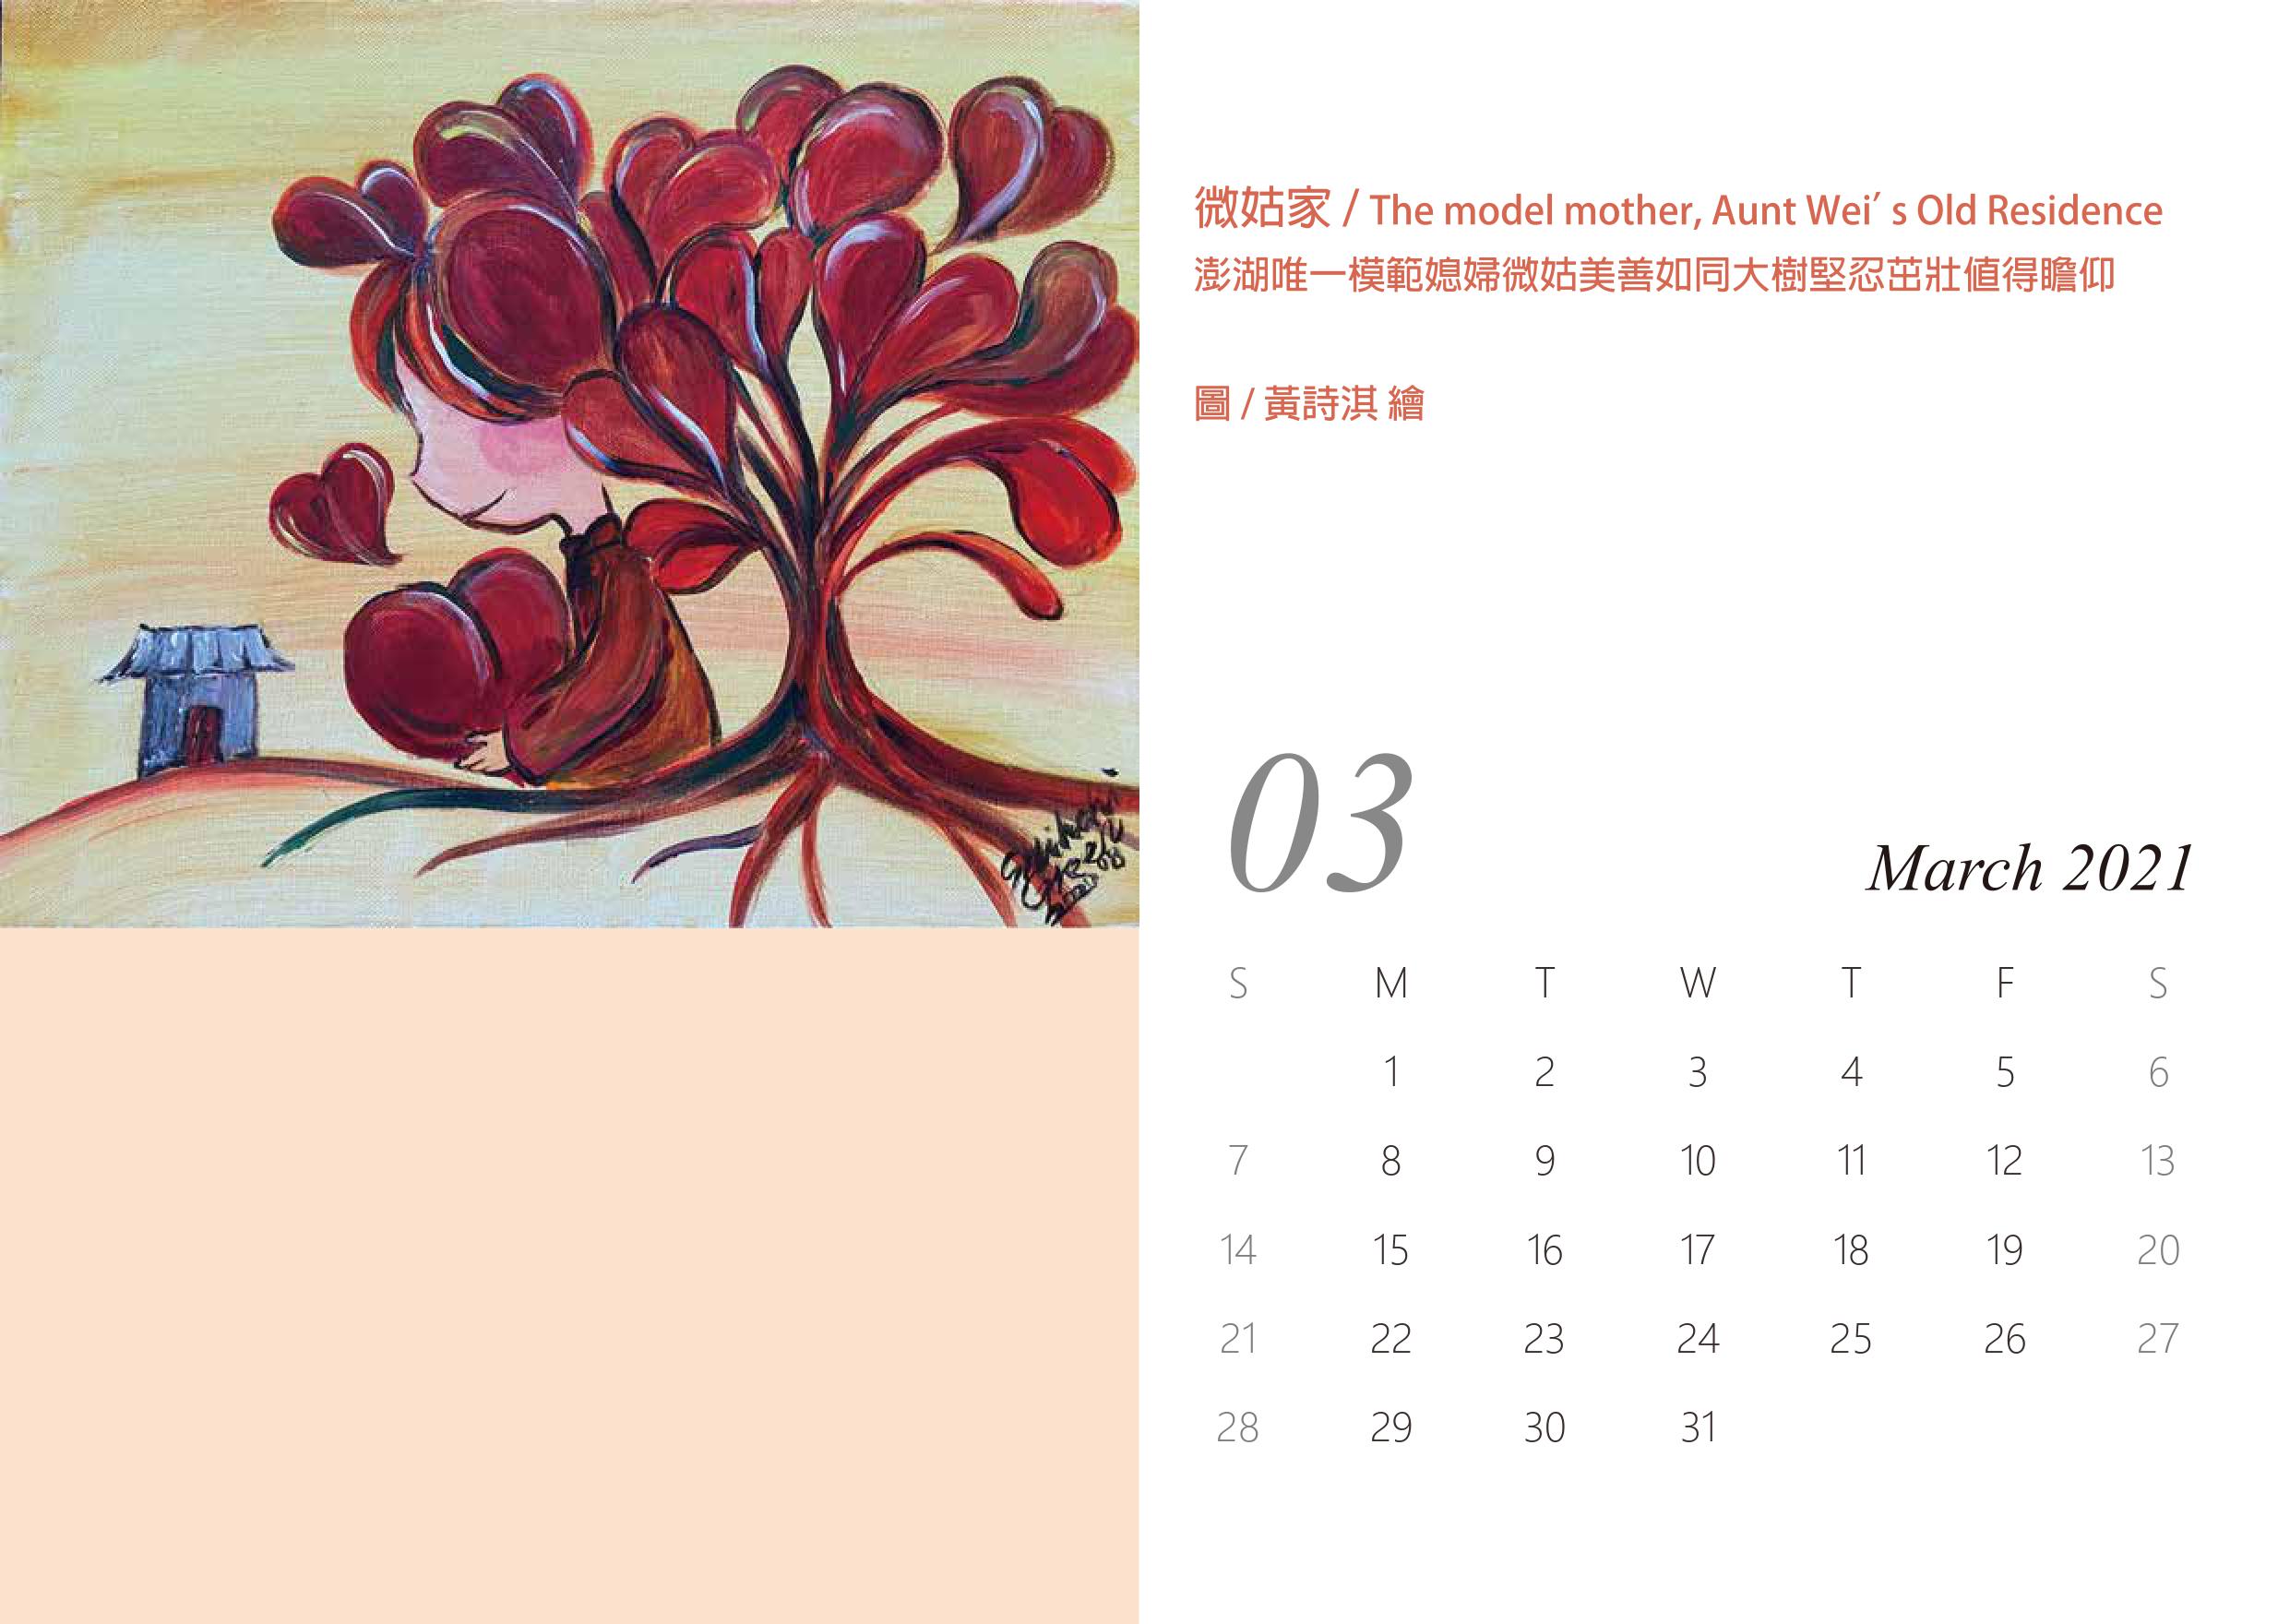 微姑家 / The model mother, Aunt Wei′ s Old Residence
澎湖唯一模範媳婦微姑美善如同大樹堅忍茁壯值得瞻仰
圖 / 黃詩淇 繪
03
March 2021
S M T W T F S
1 2 3 4 5 6
7 8 9 10 11 12 13
14 15 16 17 18 19 20
21 22 23 24 25 26 27
28 29 30 31